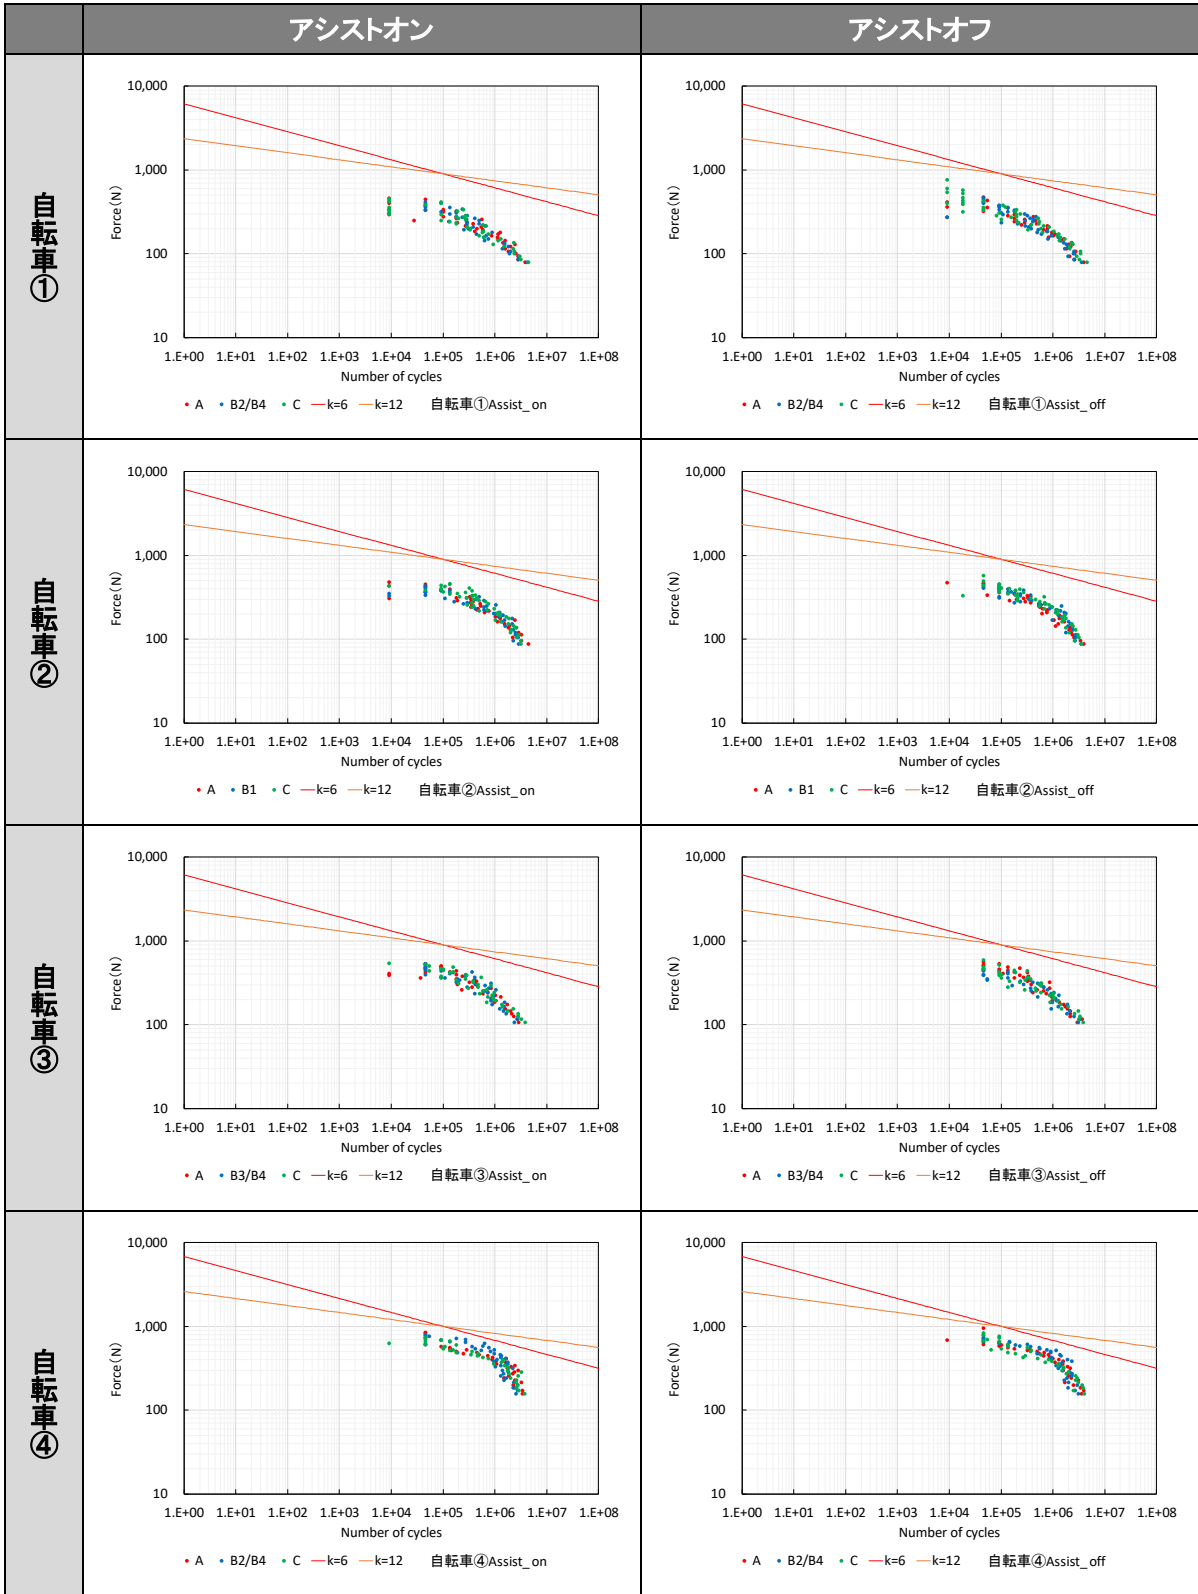 アシストオン
アシストオフ
自転車①
10,000
1,000
100
10
Force(N)
1.E+00 1.E+01 1.E+02 1.E+03 1.E+04 1.E+05 1.E+06 1.E+07 1.E+08
Number of cycles
A B2/B4 C k=6 k=12 自転車①Assist_on
10,000
1,000
100
10
Force(N)
1.E+00 1.E+01 1.E+02 1.E+03 1.E+04 1.E+05 1.E+06 1.E+07 1.E+08
Number of cycles
A B2/B4 C k=6 k=12 自転車①Assist_off
自転車②
10,000
1,000
100
10
Force(N)
1.E+00 1.E+01 1.E+02 1.E+03 1.E+04 1.E+05 1.E+06 1.E+07 1.E+08
Number of cycles
A B1 C k=6 k=12 自転車②Assist_on
10,000
1,000
100
10
Force(N)
1.E+00 1.E+01 1.E+02 1.E+03 1.E+04 1.E+05 1.E+06 1.E+07 1.E+08
Number of cycles
A B1 C k=6 k=12 自転車②Assist_off
自転車③
10,000
1,000
100
10
Force(N)
1.E+00 1.E+01 1.E+02 1.E+03 1.E+04 1.E+05 1.E+06 1.E+07 1.E+08
Number of cycles
A B3/B4 C k=6 k=12 自転車③Assist_on
10,000
1,000
100
10
Force(N)
1.E+00 1.E+01 1.E+02 1.E+03 1.E+04 1.E+05 1.E+06 1.E+07 1.E+08
Number of cycles
A B3/B4 C k=6 k=12 自転車③Assist_off
自転車④
10,000
1,000
100
10
Force(N)
1.E+00 1.E+01 1.E+02 1.E+03 1.E+04 1.E+05 1.E+06 1.E+07 1.E+08
Number of cycles
A B2/B4 C k=6 k=12 自転車④Assist_on
10,000
1,000
100
10
Force(N)
1.E+00 1.E+01 1.E+02 1.E+03 1.E+04 1.E+05 1.E+06 1.E+07 1.E+08
Number of cycles
A B2/B4 C k=6 k=12 自転車④Assist_off